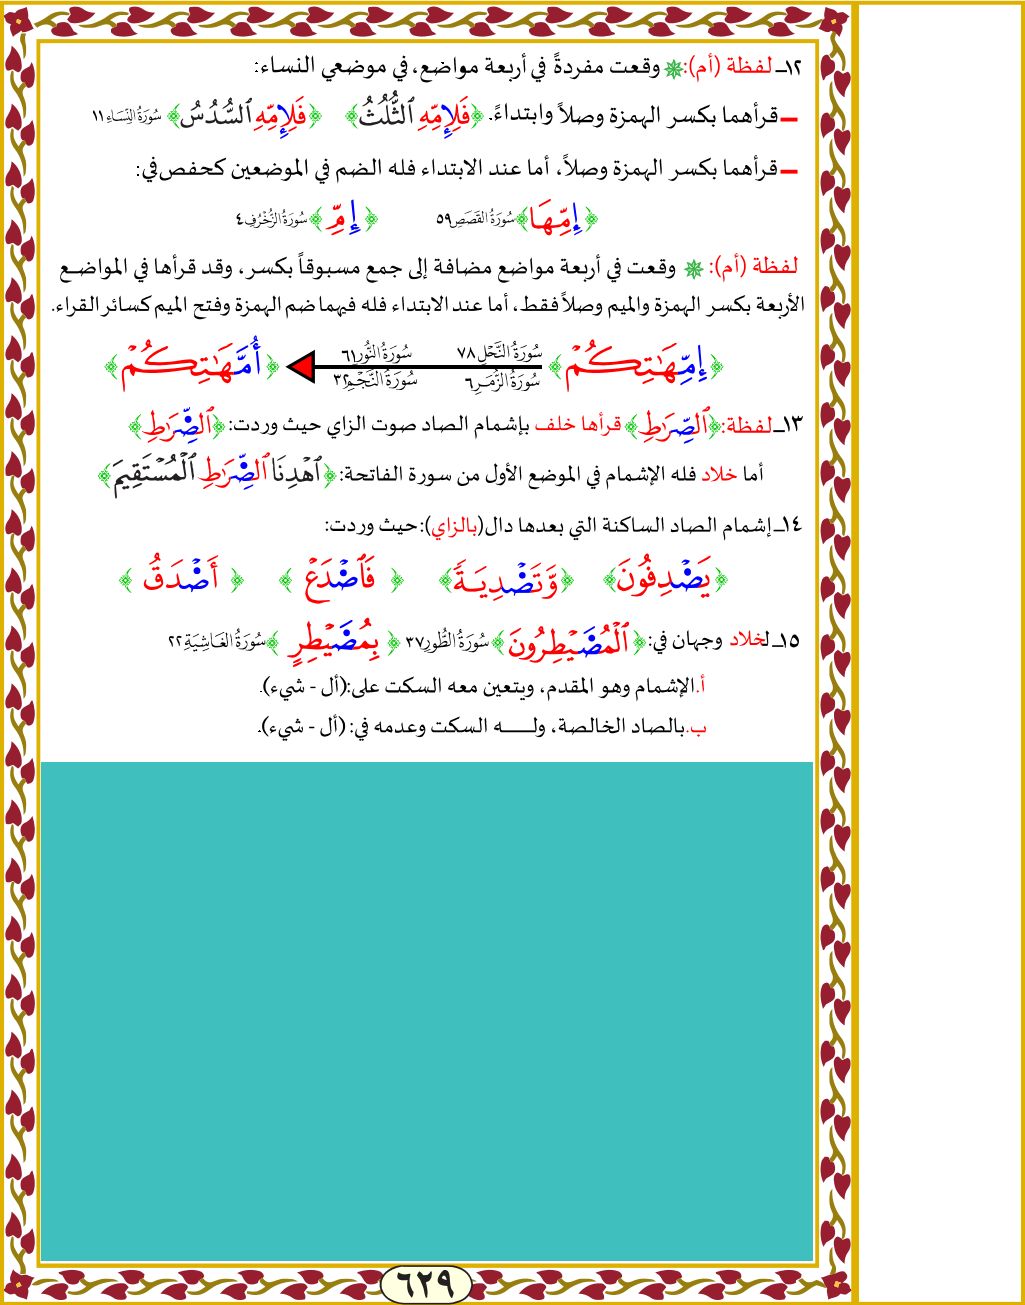 ١٢ـ لفظة (أم): وقعت مفردةً في أربعة مواضع، في موضعي النساء:
ـ قرأهما بكسر الهمزة وصلاً وابتداءً. ﴿فَلِإِمِّهِ ٱلثُّلُثُ﴾ ﴿فَلِإِمِّهِ ٱلسُّدُسُ﴾ سُورَةُ النِّسَاءِ ١١
ـ قرأهما بكسر الهمزة وصلاً، أما عند الابتداء فله الضم في الموضعين كحفص في:
﴿إِمِّهَا﴾ سُورَةُ القَصَصِ ٥٩ ﴿إِمِّ﴾ سُورَةُ الزُّخْرُفِ ٤
لفظة (أم): وقعت في أربعة مواضع مضافة إلى جمع مسبوقاً بكسر، وقد قرأها في المواضع
الأربعة بكسر الهمزة والميم وصلاً فقط، أما عند الابتداء فله فيهما ضم الهمزة وفتح الميم كسائر القراء.
﴿إِمِّهَٰتِكُمْ﴾ سُورَةُ النَّحْلِ ٧٨ سُورَةُ النُّورِ ٦١ سُورَةُ الزُّمَرِ ٦ سُورَةُ النَّجْمِ ٣٢ ﴿أُمَّهَٰتِكُمْ﴾
١٣ـ لفظة: ﴿ٱلصِّرَٰطِ﴾ قرأها خلف بإشمام الصاد صوت الزاي حيث وردت: ﴿ٱلصِّرَٰطِ﴾
أما خلاد فله الإشمام في الموضع الأول من سورة الفاتحة: ﴿ٱهْدِنَا ٱلصِّرَٰطِ ٱلْمُسْتَقِيمَ﴾
١٤ـ إشمام الصاد الساكنة التي بعدها دال (بالزاي): حيث وردت:
﴿يَصْدِفُونَ﴾ ﴿وَّتَصْدِيَةً﴾ ﴿فَٱصْدَعْ﴾ ﴿أَصْدَقُ﴾
١٥ـ لخلاد وجهان في: ﴿ٱلْمُصَيْطِرُونَ﴾ سُورَةُ الطُّورِ ٣٧ ﴿بِمُصَيْطِرٍ﴾ سُورَةُ الغَاشِيَةِ ٢٢
أ. الإشمام وهو المقدم، ويتعين معه السكت على: (أل - شيء).
ب. بالصاد الخالصة، ولـــه السكت وعدمه في: (أل - شيء).
٦٢٩